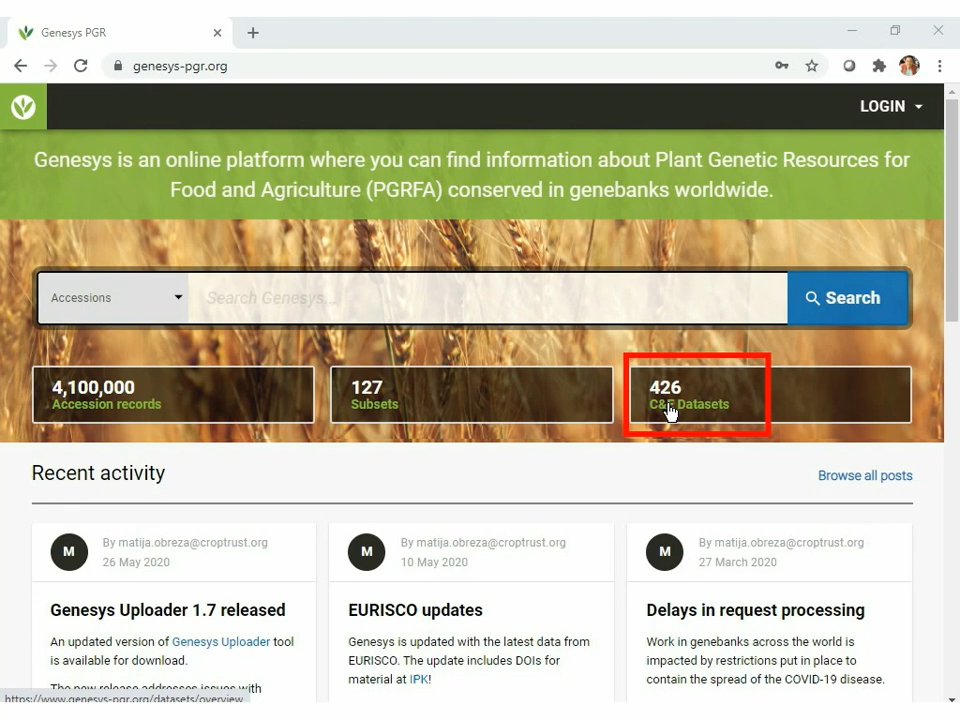 Genesys PGR
genesys-pgr.org
LOGIN
Genesys is an online platform where you can find information about Plant Genetic Resources for
Food and Agriculture (PGRFA) conserved in genebanks worldwide.
Accessions
Search Genesys...
Search
4,100,000
Accession records
127
Subsets
426
C&E Datasets
Recent activity
Browse all posts
M
By matija.obreza@croptrust.org
26 May 2020
Genesys Uploader 1.7 released
An updated version of Genesys Uploader tool
is available for download.
The new release addresses issues with
M
By matija.obreza@croptrust.org
10 May 2020
EURISCO updates
Genesys is updated with the latest data from
EURISCO. The update includes DOIs for
material at IPK!
M
By matija.obreza@croptrust.org
27 March 2020
Delays in request processing
Work in genebanks across the world is
impacted by restrictions put in place to
contain the spread of the COVID-19 disease.
https://www.genesys-pgr.org/datasets/overview